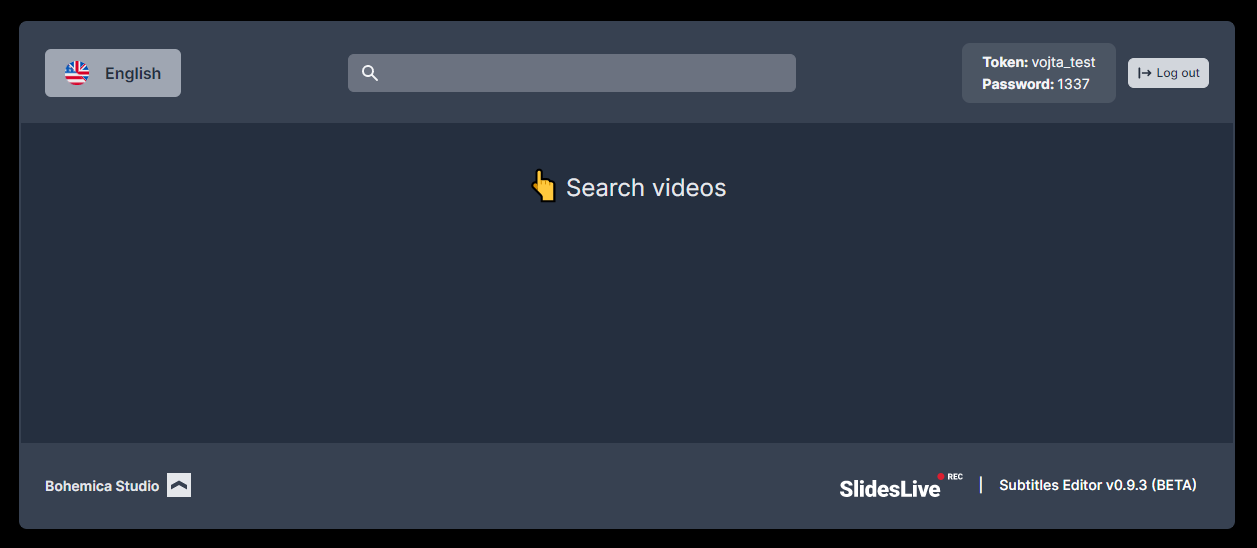 English
Token: vojta_test
Password: 1337
Log out
Search videos
Bohemica Studio
SlidesLive REC
Subtitles Editor v0.9.3 (BETA)